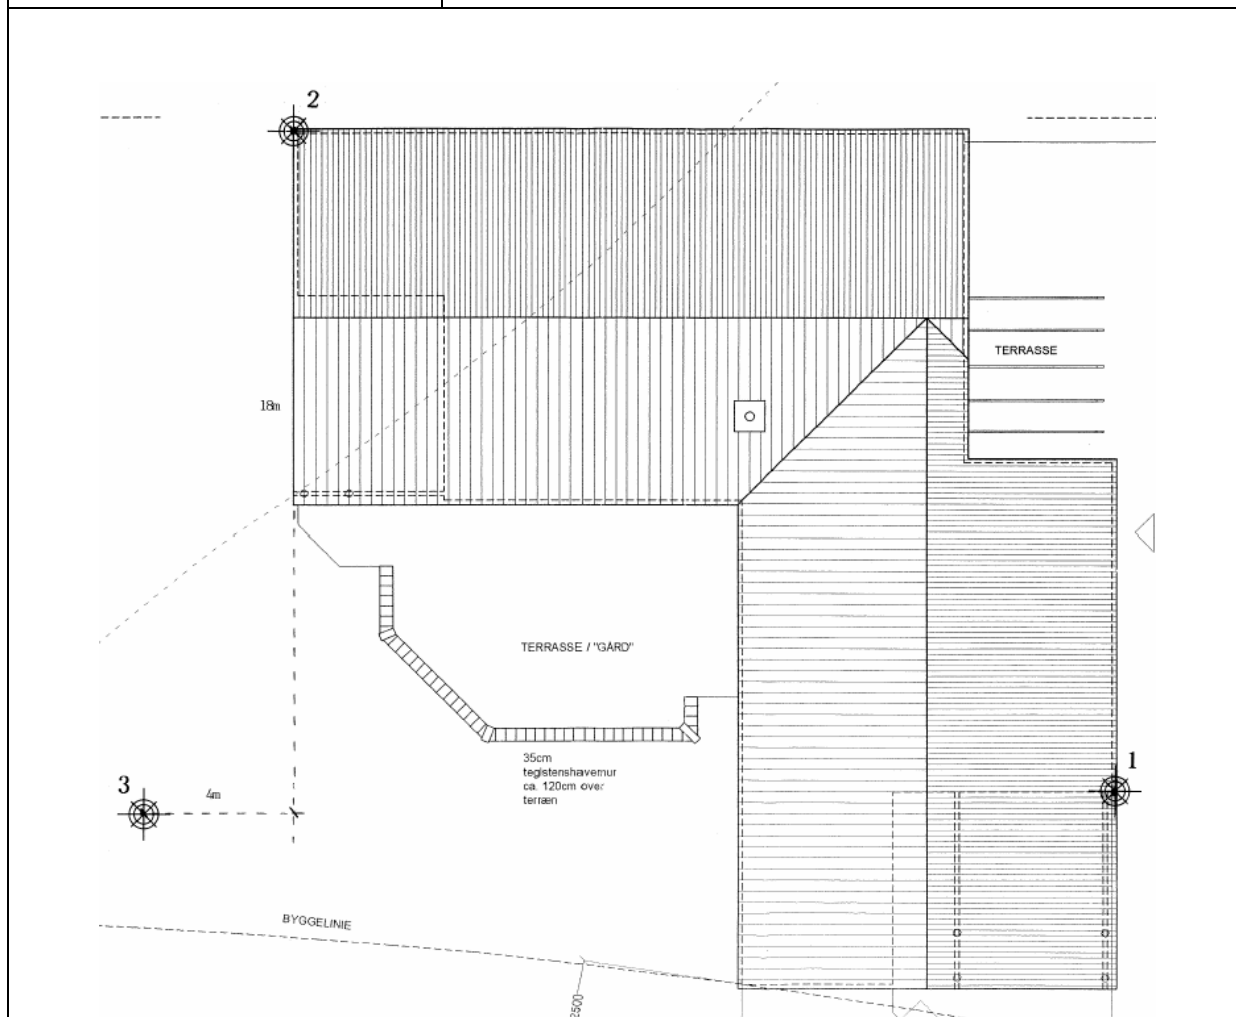 2
TERRASSE
18m
TERRASSE / "GÅRD"
35cm
teglstenshavemur
ca. 120cm over
terræn
1
3
4m
BYGGELINIE
2500